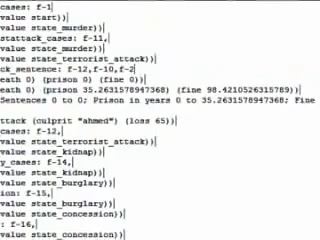 cases: f-1
value start))
value state_murder))
stattack_cases: f-11,
value state_murder))
value state_terrorist_attack))
ck_sentence: f-12,f-10,f-2
eath 0) (prison 0) (fine 0))
eath 0) (prison 35.2631578947368) (fine 98.4210526315789))
Sentences 0 to 0; Prison in years 0 to 35.2631578947368; Fine
ttack (culprit "ahmed") (loss 65))
cases: f-12,
value state_terrorist_attack))
value state_kidnap))
y_cases: f-14,
value state_kidnap))
value state_burglary))
ion: f-15,
value state_burglary))
value state_concession))
: f-16,
value state_concession))